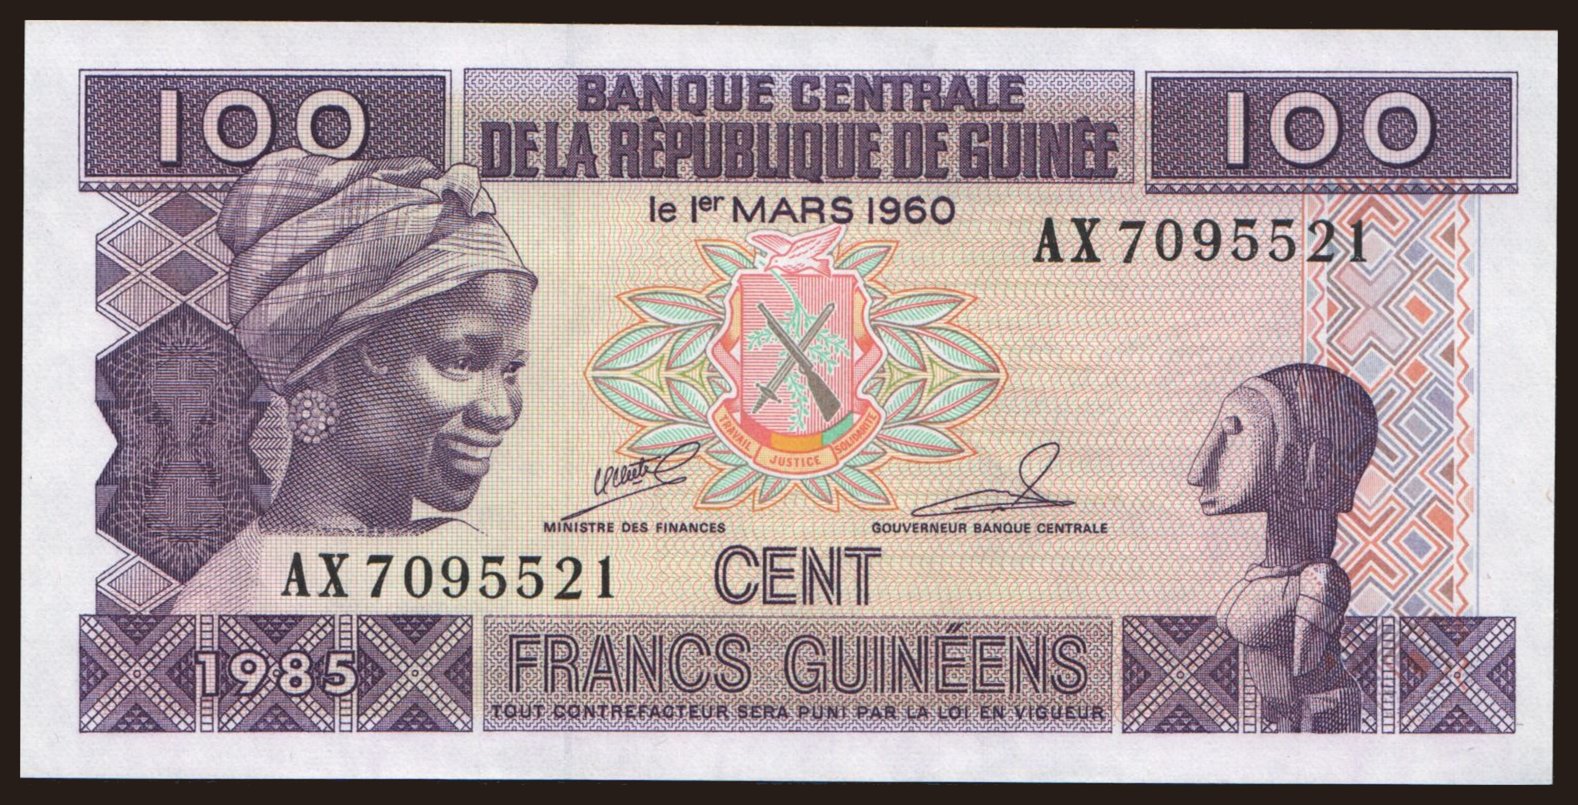 100
BANQUE CENTRALE
DE LA RÉPUBLIQUE DE GUINÉE
100
le 1er MARS 1960
AX 7095521
TRAVAIL JUSTICE SOLIDARITÉ
MINISTRE DES FINANCES
GOUVERNEUR BANQUE CENTRALE
AX 7095521
CENT
FRANCS GUINÉENS
1985
TOUT CONTREFACTEUR SERA PUNI PAR LA LOI EN VIGUEUR